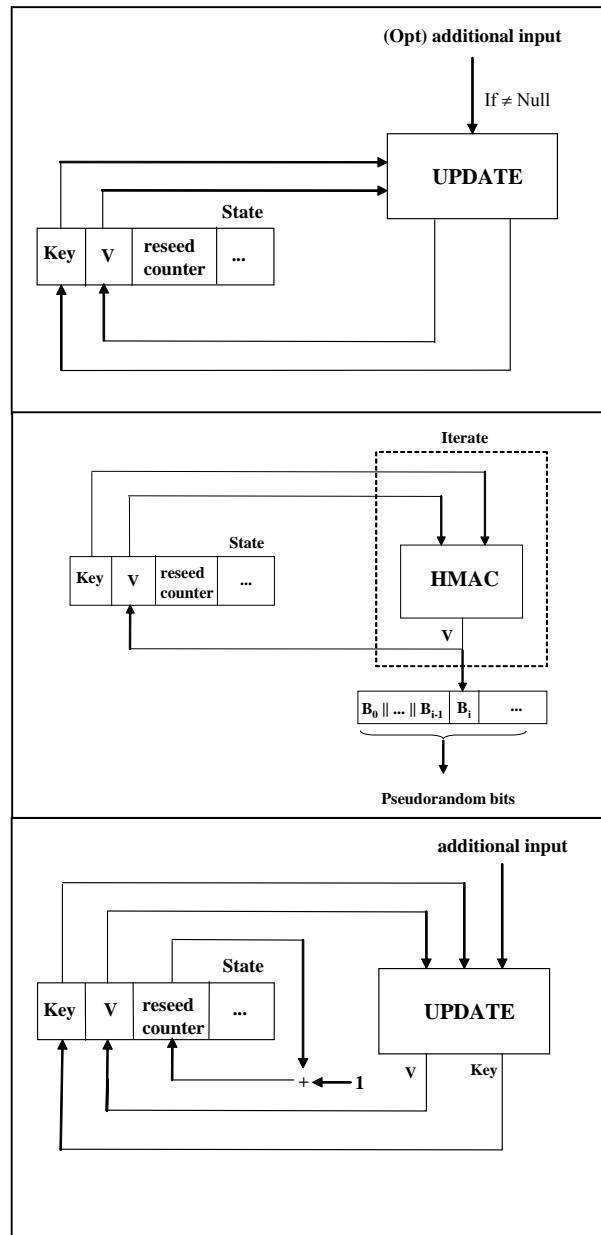 (Opt) additional input
If ≠ Null
UPDATE
State
Key V reseed counter ...
Iterate
State
Key V reseed counter ...
HMAC
V
B0 || ... || Bi-1 Bi ...
Pseudorandom bits
additional input
State
Key V reseed counter ...
UPDATE
V Key
+ 1